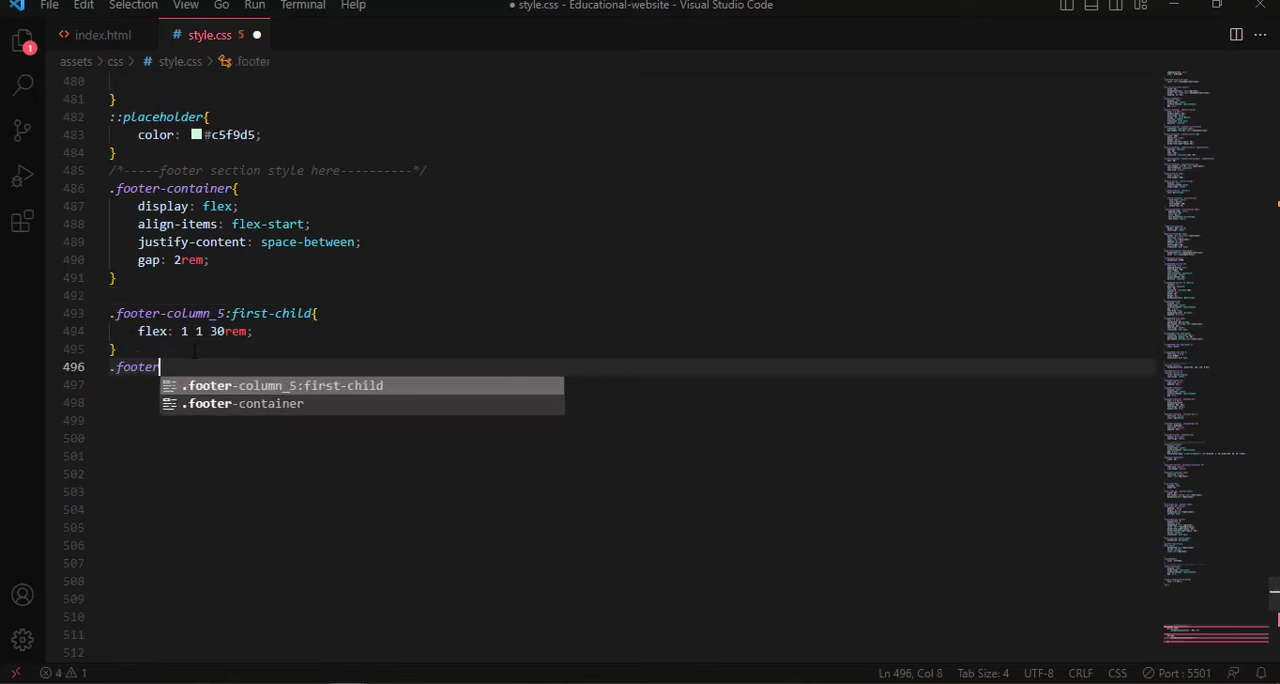 File Edit Selection View Go Run Terminal Help
● style.css - Educational-website - Visual Studio Code
<> index.html
# style.css 5 ●
assets > css > # style.css > .footer
1
480
481 }
482 ::placeholder{
483 color: #c5f9d5;
484 }
485 /*-----footer section style here----------*/
486 .footer-container{
487 display: flex;
488 align-items: flex-start;
489 justify-content: space-between;
490 gap: 2rem;
491 }
492
493 .footer-column_5:first-child{
494 flex: 1 1 30rem;
495 }
496 .footer
497 .footer-column_5:first-child
498 .footer-container
499
500
501
502
503
504
505
506
507
508
509
510
511
512
4 1 Ln 496, Col 8 Tab Size: 4 UTF-8 CRLF CSS Port : 5501